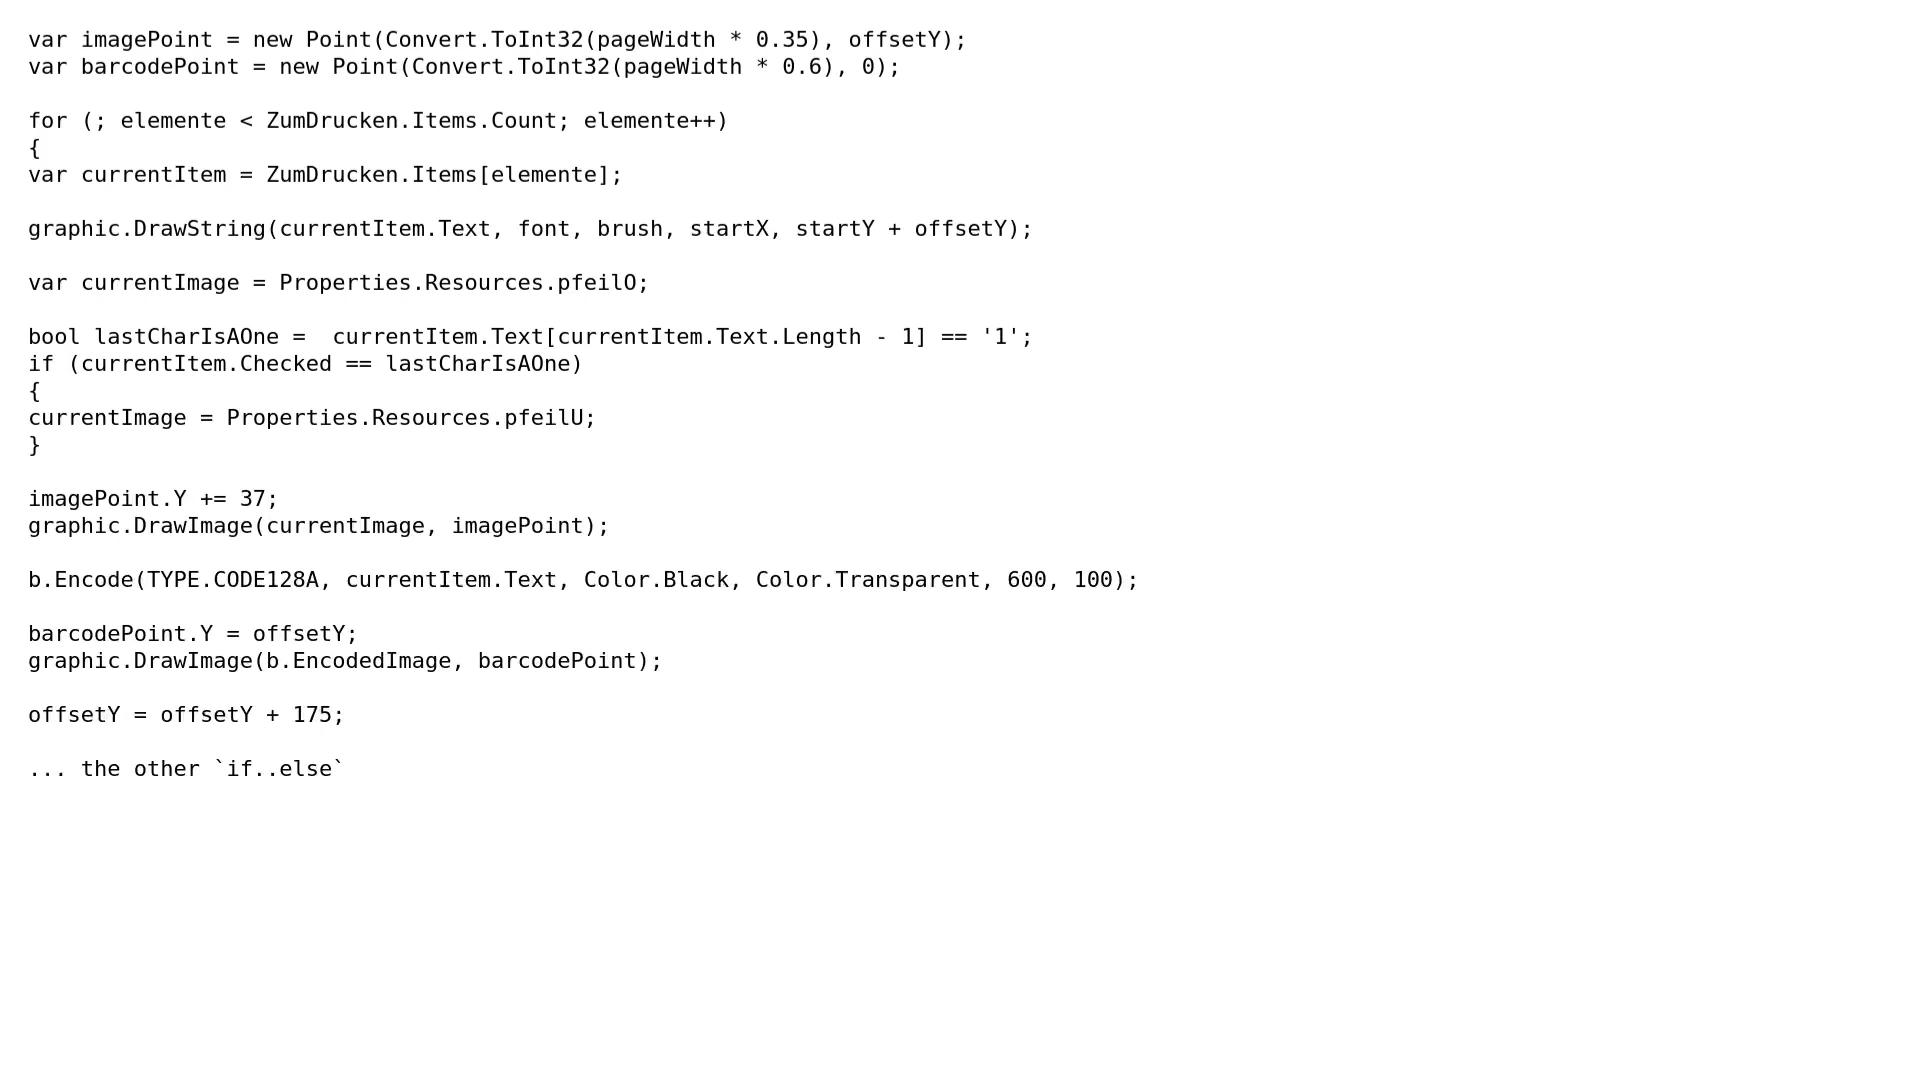 var imagePoint = new Point(Convert.ToInt32(pageWidth * 0.35), offsetY);
var barcodePoint = new Point(Convert.ToInt32(pageWidth * 0.6), 0);

for (; elemente < ZumDrucken.Items.Count; elemente++)
{
var currentItem = ZumDrucken.Items[elemente];

graphic.DrawString(currentItem.Text, font, brush, startX, startY + offsetY);

var currentImage = Properties.Resources.pfeilO;

bool lastCharIsAOne =  currentItem.Text[currentItem.Text.Length - 1] == '1';
if (currentItem.Checked == lastCharIsAOne)
{
currentImage = Properties.Resources.pfeilU;
}

imagePoint.Y += 37;
graphic.DrawImage(currentImage, imagePoint);

b.Encode(TYPE.CODE128A, currentItem.Text, Color.Black, Color.Transparent, 600, 100);

barcodePoint.Y = offsetY;
graphic.DrawImage(b.EncodedImage, barcodePoint);

offsetY = offsetY + 175;

... the other `if..else`